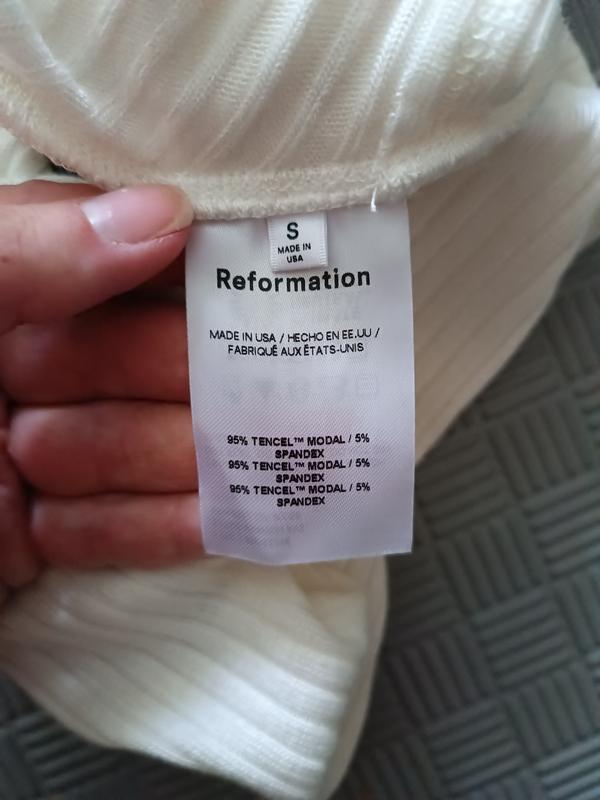 S
MADE IN
USA
Reformation
MADE IN USA / HECHO EN EE.UU /
FABRIQUÉ AUX ÉTATS-UNIS
95% TENCEL™ MODAL / 5%
SPANDEX
95% TENCEL™ MODAL / 5%
SPANDEX
95% TENCEL™ MODAL / 5%
SPANDEX